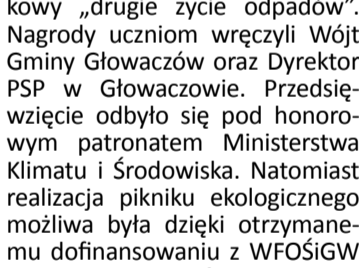 kowy „drugie życie odpadów”.
Nagrody uczniom wręczyli Wójt
Gminy Głowaczów oraz Dyrektor
PSP w Głowaczowie. Przedsię-
wzięcie odbyło się pod honoro-
wym patronatem Ministerstwa
Klimatu i Środowiska. Natomiast
realizacja pikniku ekologicznego
możliwa była dzięki otrzymane-
mu dofinansowaniu z WFOŚiGW